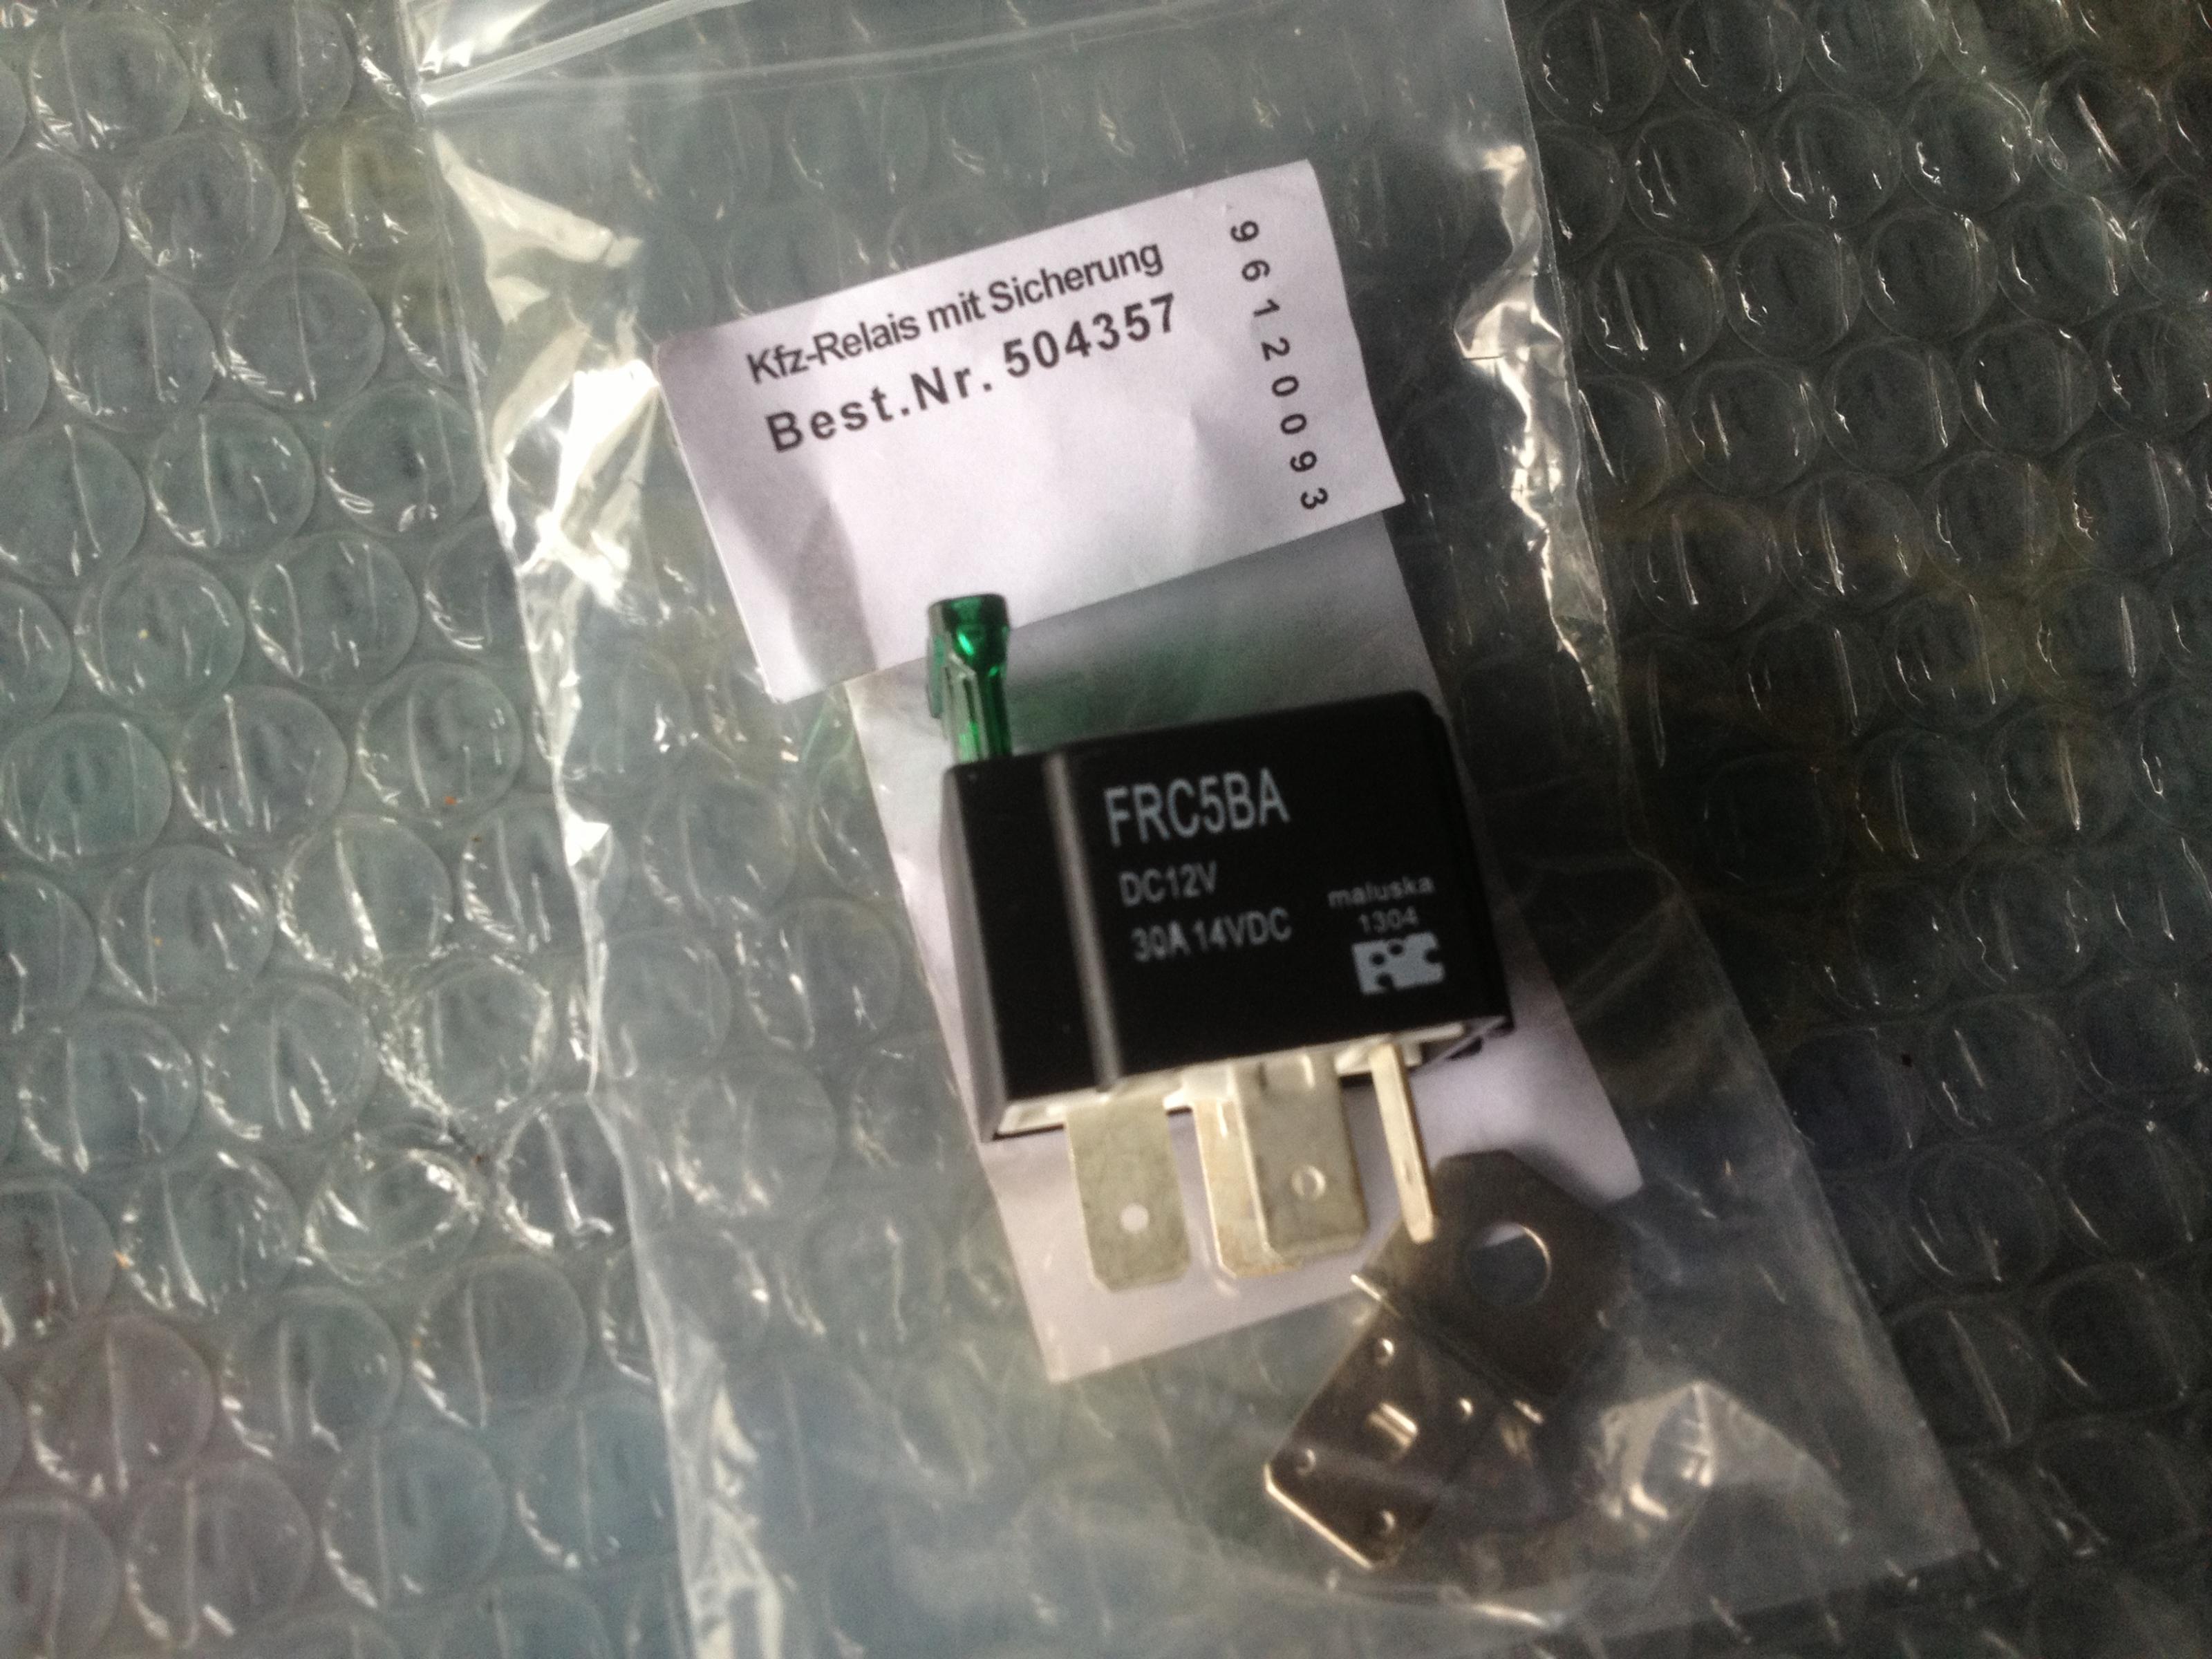 Kfz-Relais mit Sicherung
Best.Nr. 504357
96120093
FRC5BA
DC12V
30A 14VDC
maluska
1304